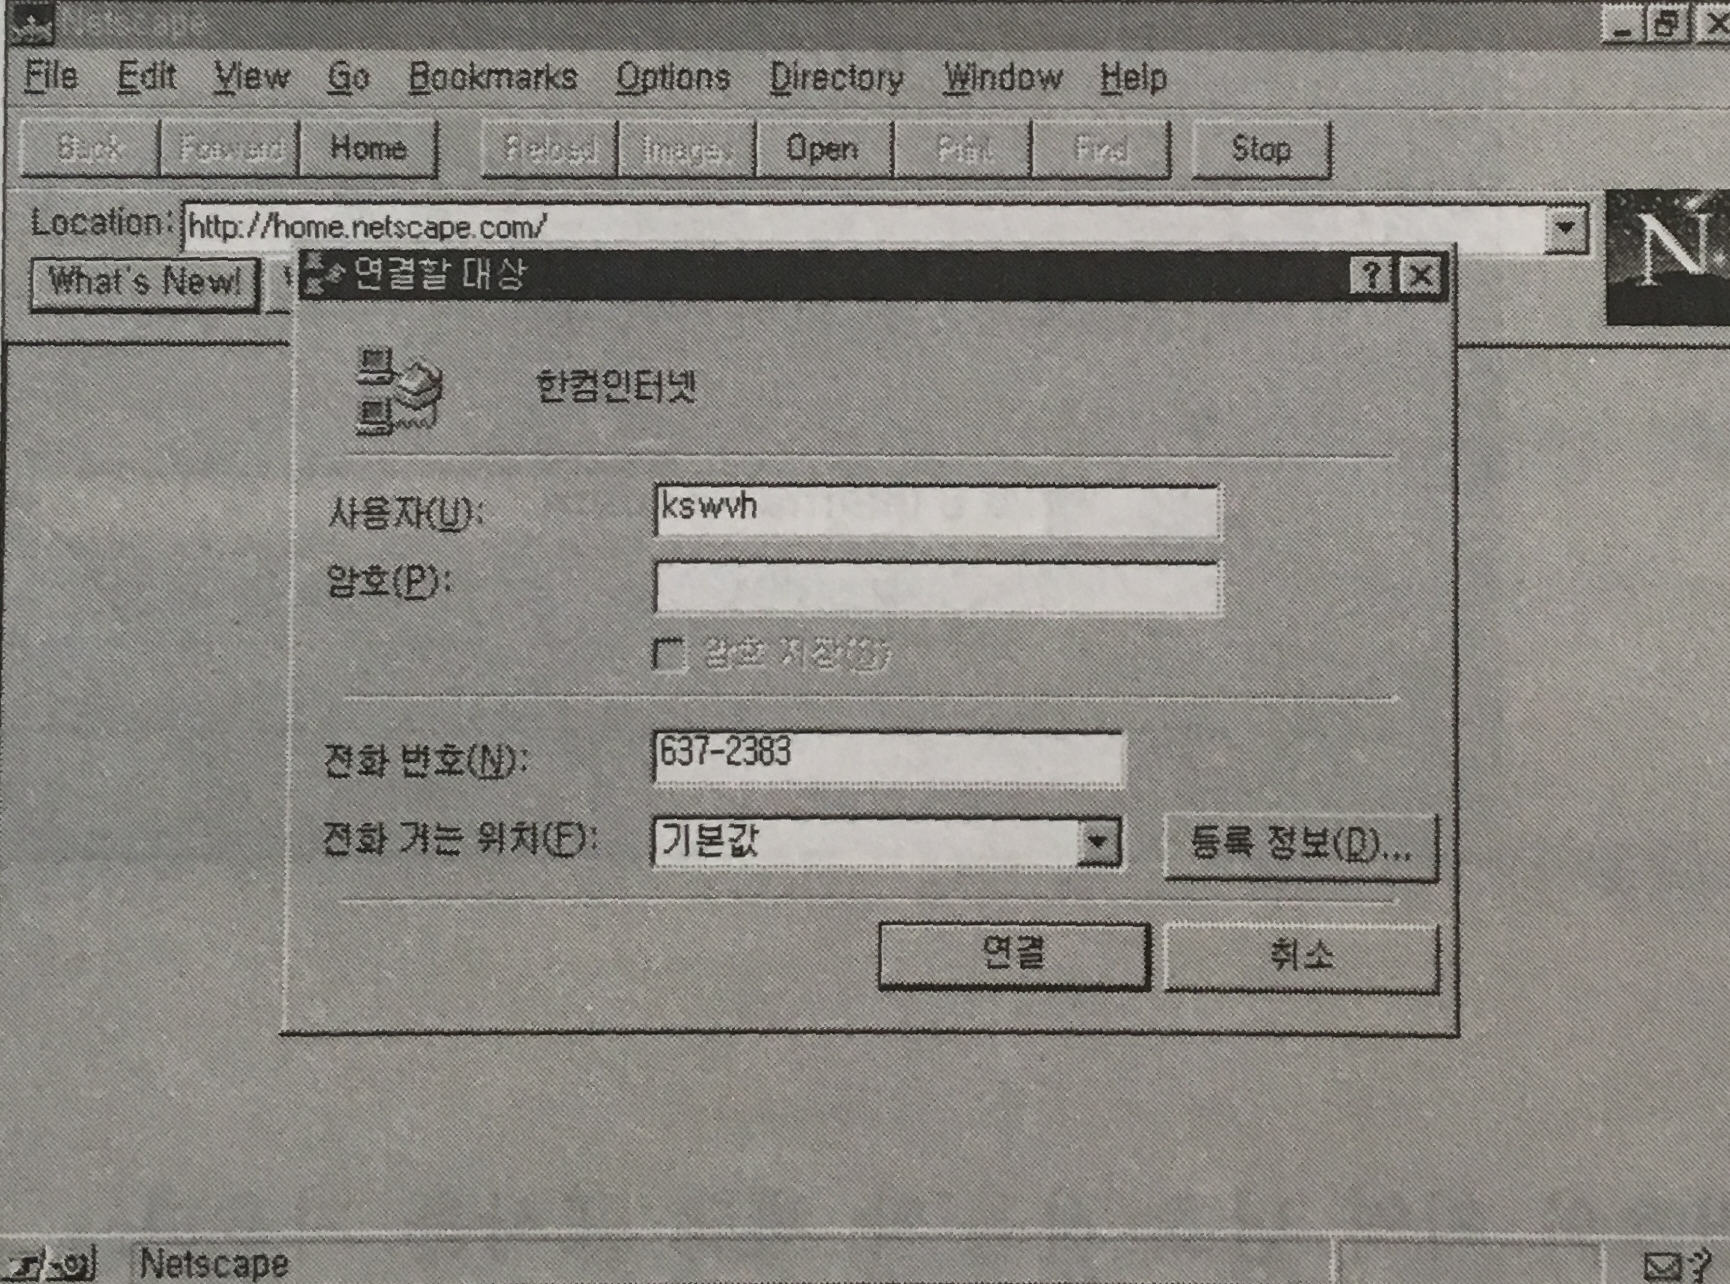 Netscape
File Edit View Go Bookmarks Options Directory Window Help
Back Forward Home Reload Images Open Print Find Stop
Location: http://home.netscape.com/
N
What's New!
연결할 대상
한컴인터넷
사용자(U): kswvh
암호(P):
암호 저장(S)
전화 번호(N): 637-2383
전화 거는 위치(F): 기본값 등록 정보(D)...
연결 취소
Netscape